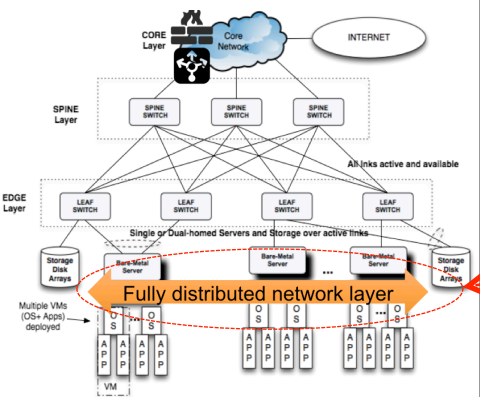 CORE
Layer
Core
Network
INTERNET
SPINE
Layer
SPINE
SWITCH
SPINE
SWITCH
SPINE
SWITCH
All lnks active and available
EDGE
Layer
LEAF
SWITCH
LEAF
SWITCH
LEAF
SWITCH
LEAF
SWITCH
Single or Dual-homed Servers and Storage over active links
Storage
Disk
Arrays
Bare-Metal
Server
Bare-Metal
Server
...
Bare-Metal
Server
Storage
Disk
Arrays
Fully distributed network layer
Multiple VMs
(OS+ Apps)
deployed
O
S
...
O
S
O
S
O
S
O
S
...
O
S
A
P
P
A
P
P
A
P
P
A
P
P
A
P
P
A
P
P
A
P
P
A
P
P
A
P
P
A
P
P
A
P
P
A
P
P
VM